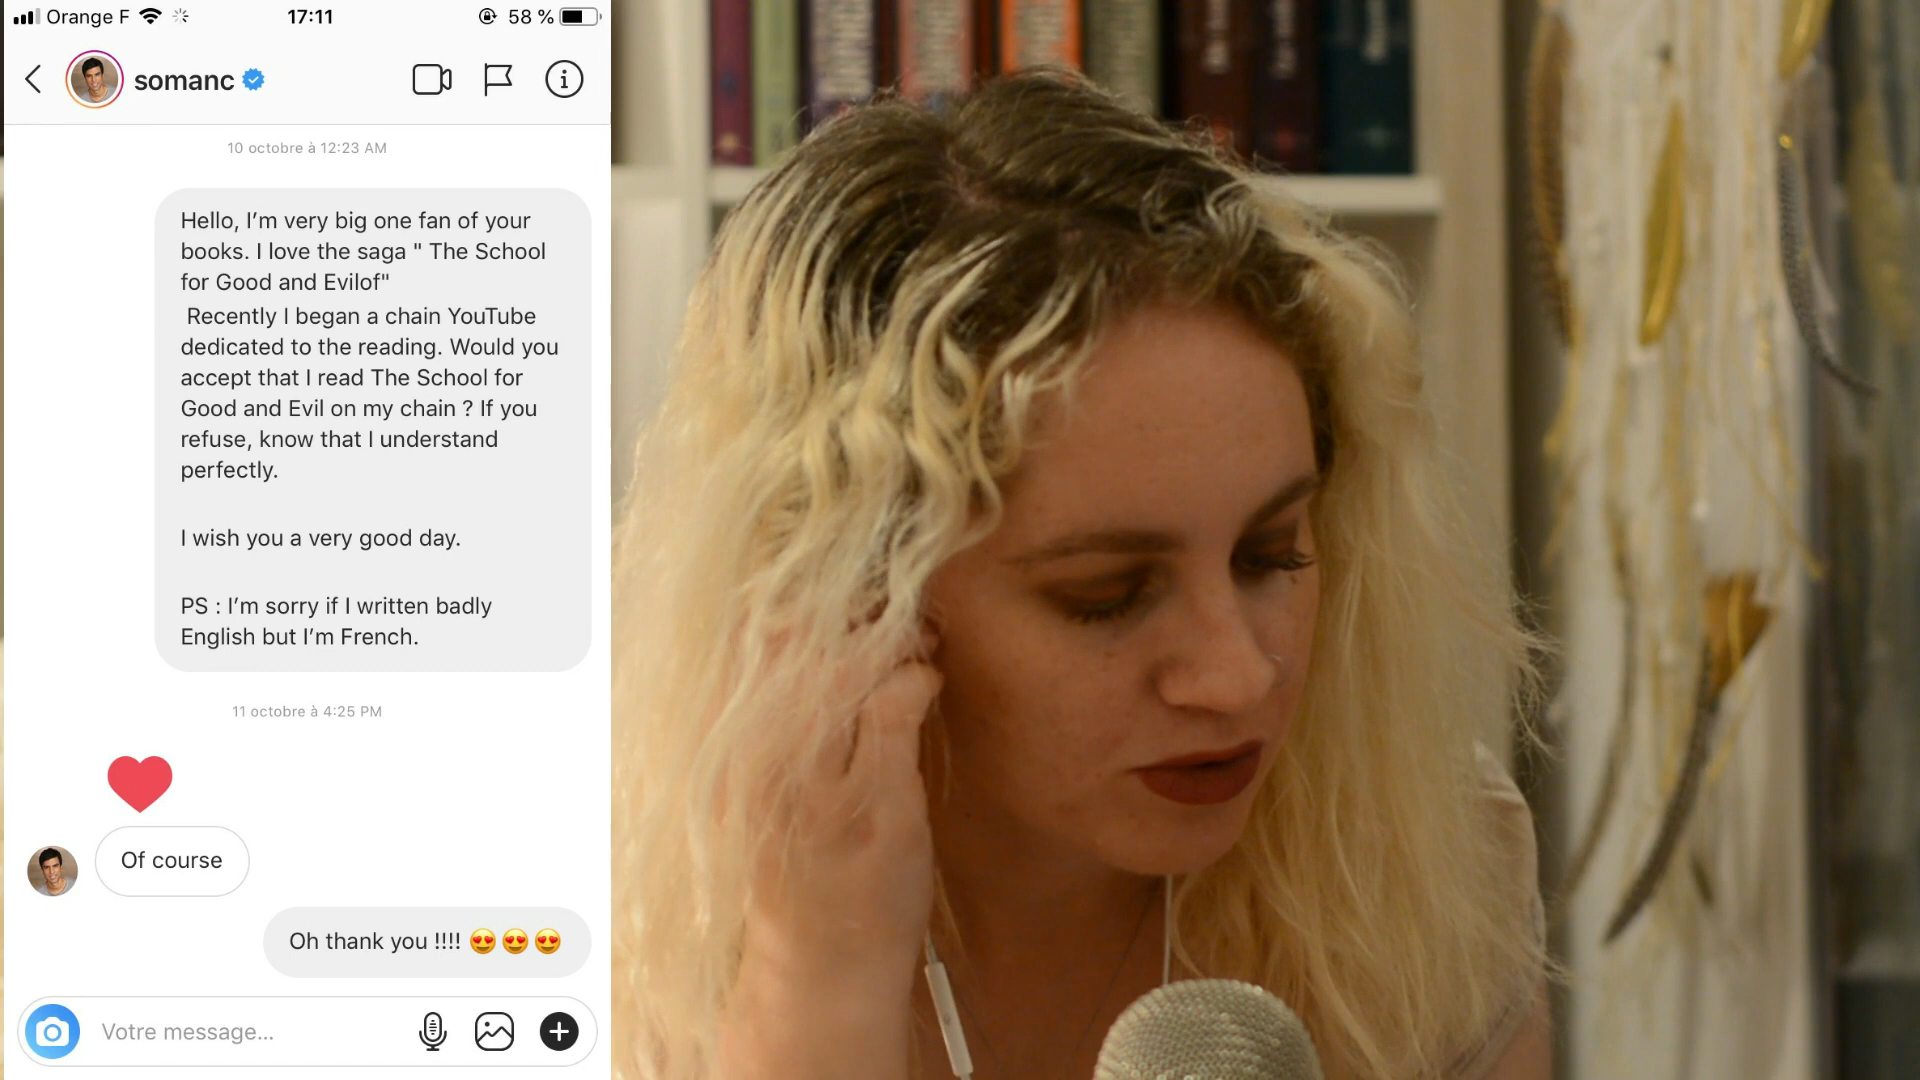 Orange F 17:11 58 %
somanc
10 octobre à 12:23 AM
Hello, I’m very big one fan of your
books. I love the saga " The School
for Good and Evilof"
Recently I began a chain YouTube
dedicated to the reading. Would you
accept that I read The School for
Good and Evil on my chain ? If you
refuse, know that I understand
perfectly.
I wish you a very good day.
PS : I’m sorry if I written badly
English but I’m French.
11 octobre à 4:25 PM
Of course
Oh thank you !!!! 😍😍😍
Votre message...